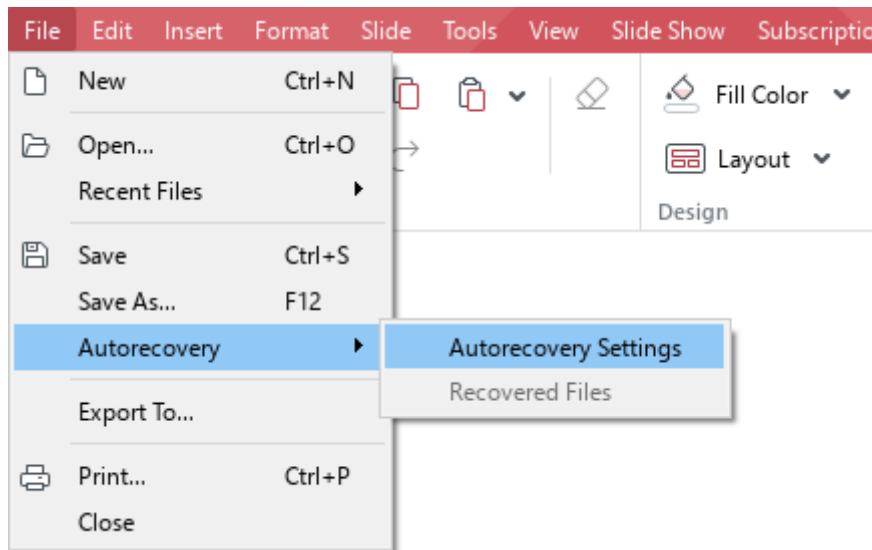 File Edit Insert Format Slide Tools View Slide Show Subscriptio
New Ctrl+N
Open... Ctrl+O
Recent Files
Save Ctrl+S
Save As... F12
Autorecovery
Export To...
Print... Ctrl+P
Close
Autorecovery Settings
Recovered Files
Fill Color
Layout
Design